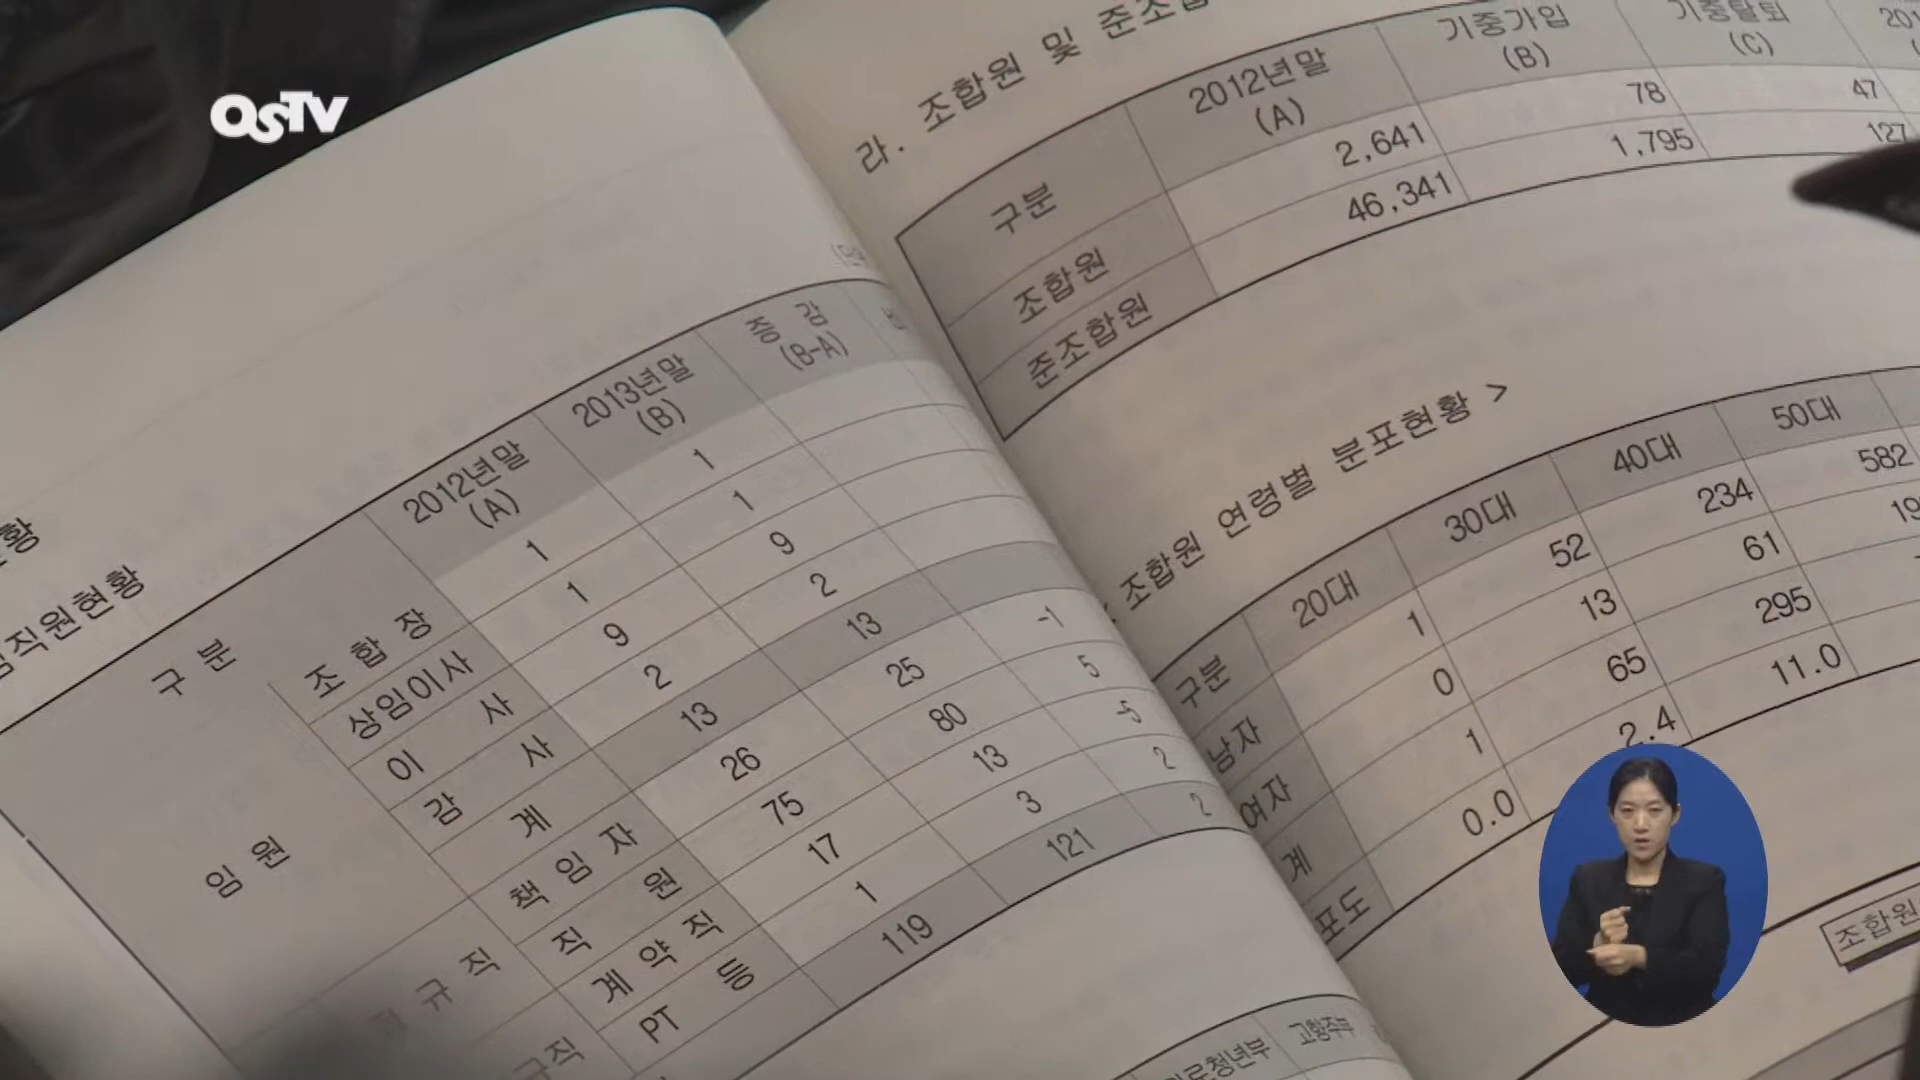 OSTV
임직원현황
구 분 2012년말 (A) 2013년말 (B) 증 감 (B-A)
임 원 조 합 장 1 1
상임이사 1 1
이 사 9 9
감 사 2 2
계 13 13
책 임 자 26 25 -1
직 원 75 80 5
계 약 직 17 13 -5
PT 등 1 3 2
119 121 2
라. 조합원 및 준조합
구분 2012년말 (A) 기중가입 (B) 기중탈퇴 (C)
조합원 2,641 78 47
준조합원 46,341 1,795 127
조합원 연령별 분포현황 >
구분 20대 30대 40대 50대
남자 1 52 234 582
여자 0 13 61
계 1 65 295
포도 0.0 2.4 11.0
조합원